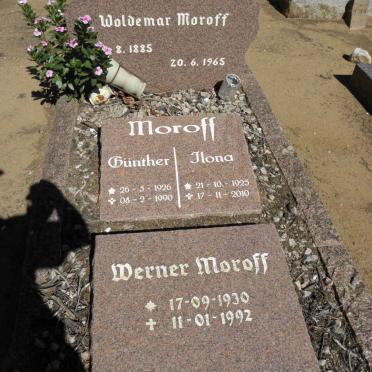 Woldemar Moroff
8. 1885
20. 6. 1965
Moroff
Günther Ilona
* 26 - 5 - 1926 * 21 - 10 - 1925
✢ 08 - 2 - 1990 ✢ 17 - 11 - 2010
Werner Moroff
* 17-09-1930
✝ 11-01-1992